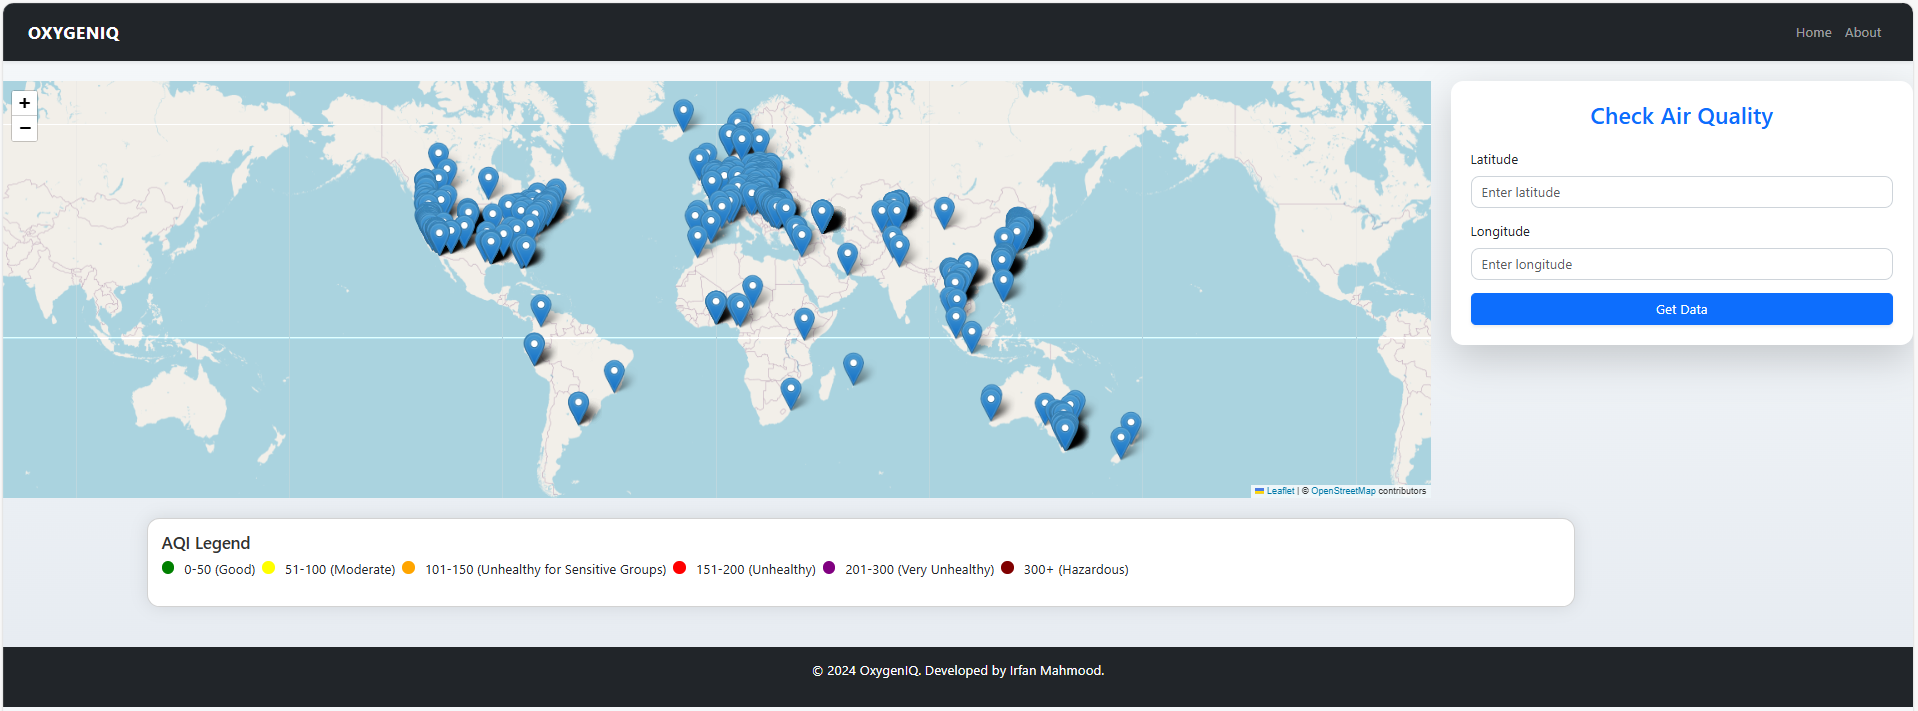 OXYGENIQ
Home About
+
−
Leaflet | © OpenStreetMap contributors
Check Air Quality
Latitude
Enter latitude
Longitude
Enter longitude
Get Data
AQI Legend
0-50 (Good) 51-100 (Moderate) 101-150 (Unhealthy for Sensitive Groups) 151-200 (Unhealthy) 201-300 (Very Unhealthy) 300+ (Hazardous)
© 2024 OxygenIQ. Developed by Irfan Mahmood.